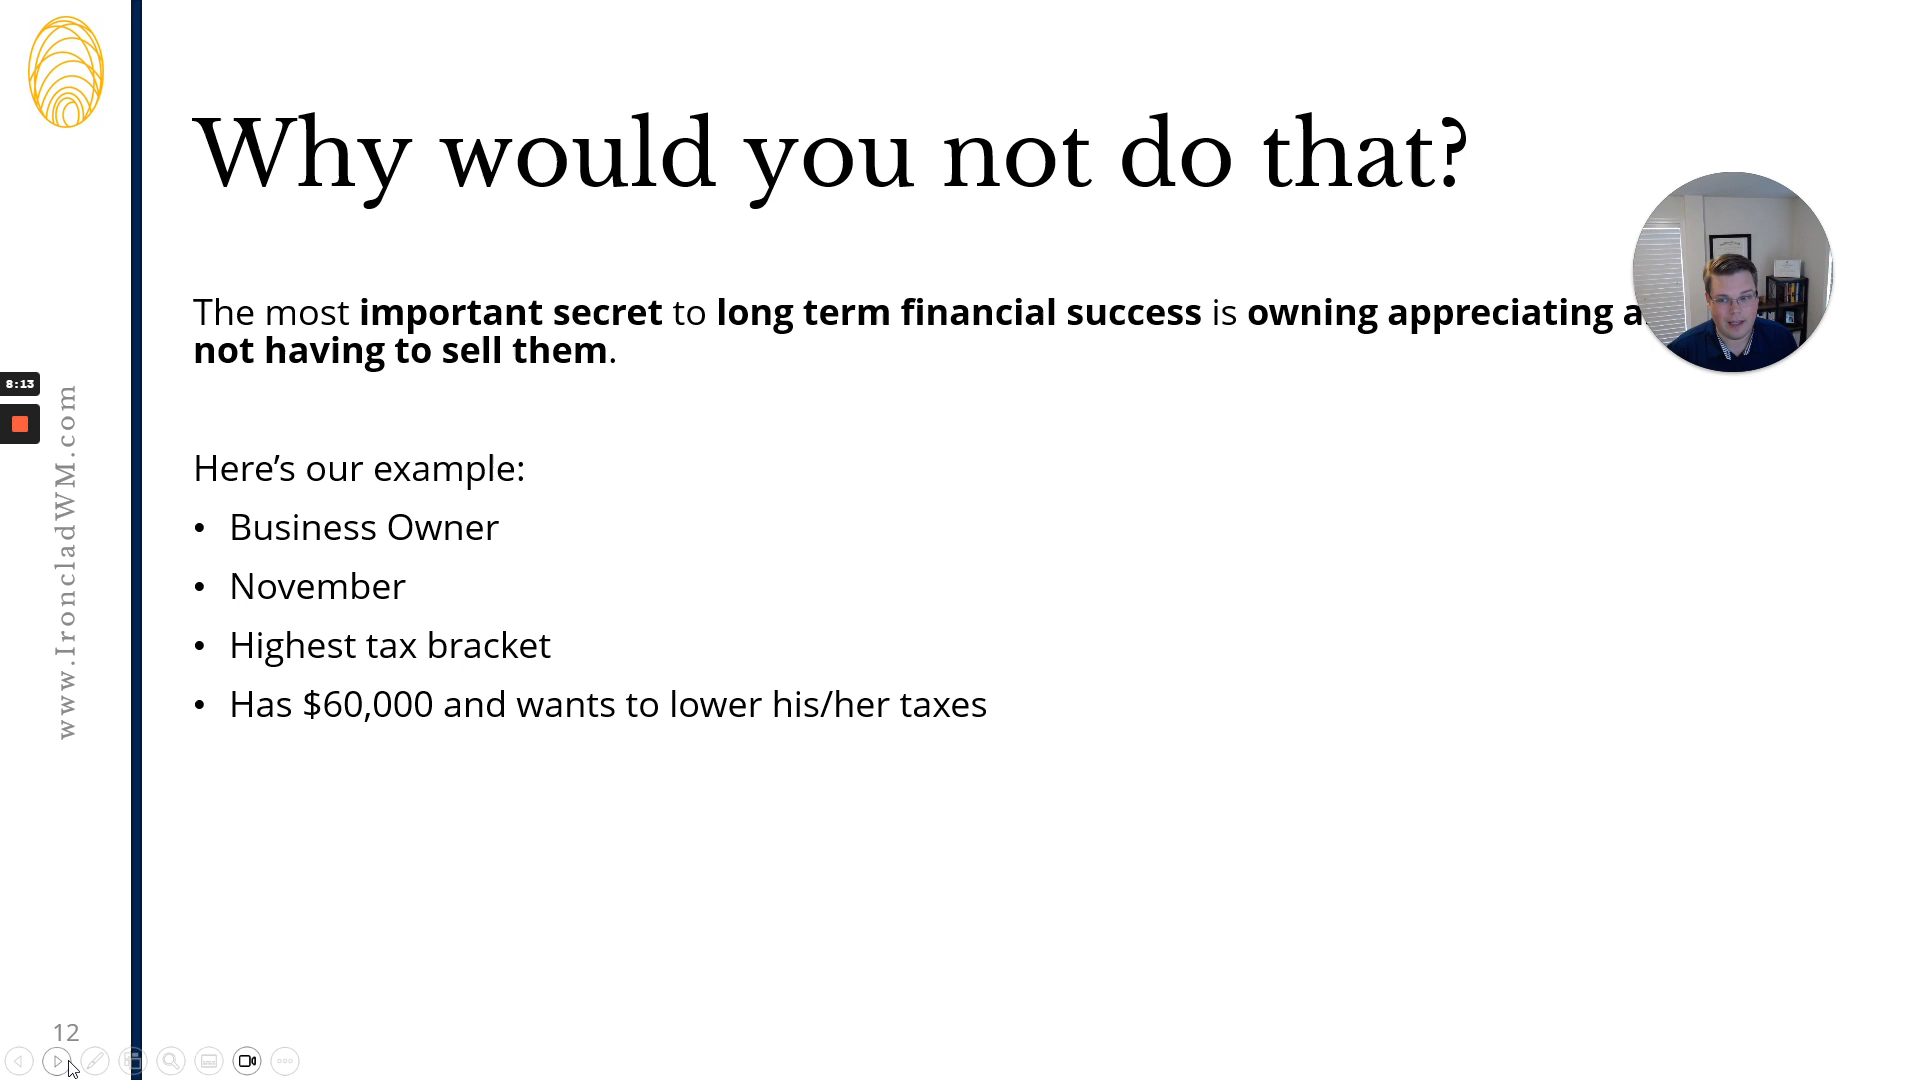 Why would you not do that?
The most important secret to long term financial success is owning appreciating
not having to sell them.
Here’s our example:
• Business Owner
• November
• Highest tax bracket
• Has $60,000 and wants to lower his/her taxes
8:13
www.IroncladWM.com
12